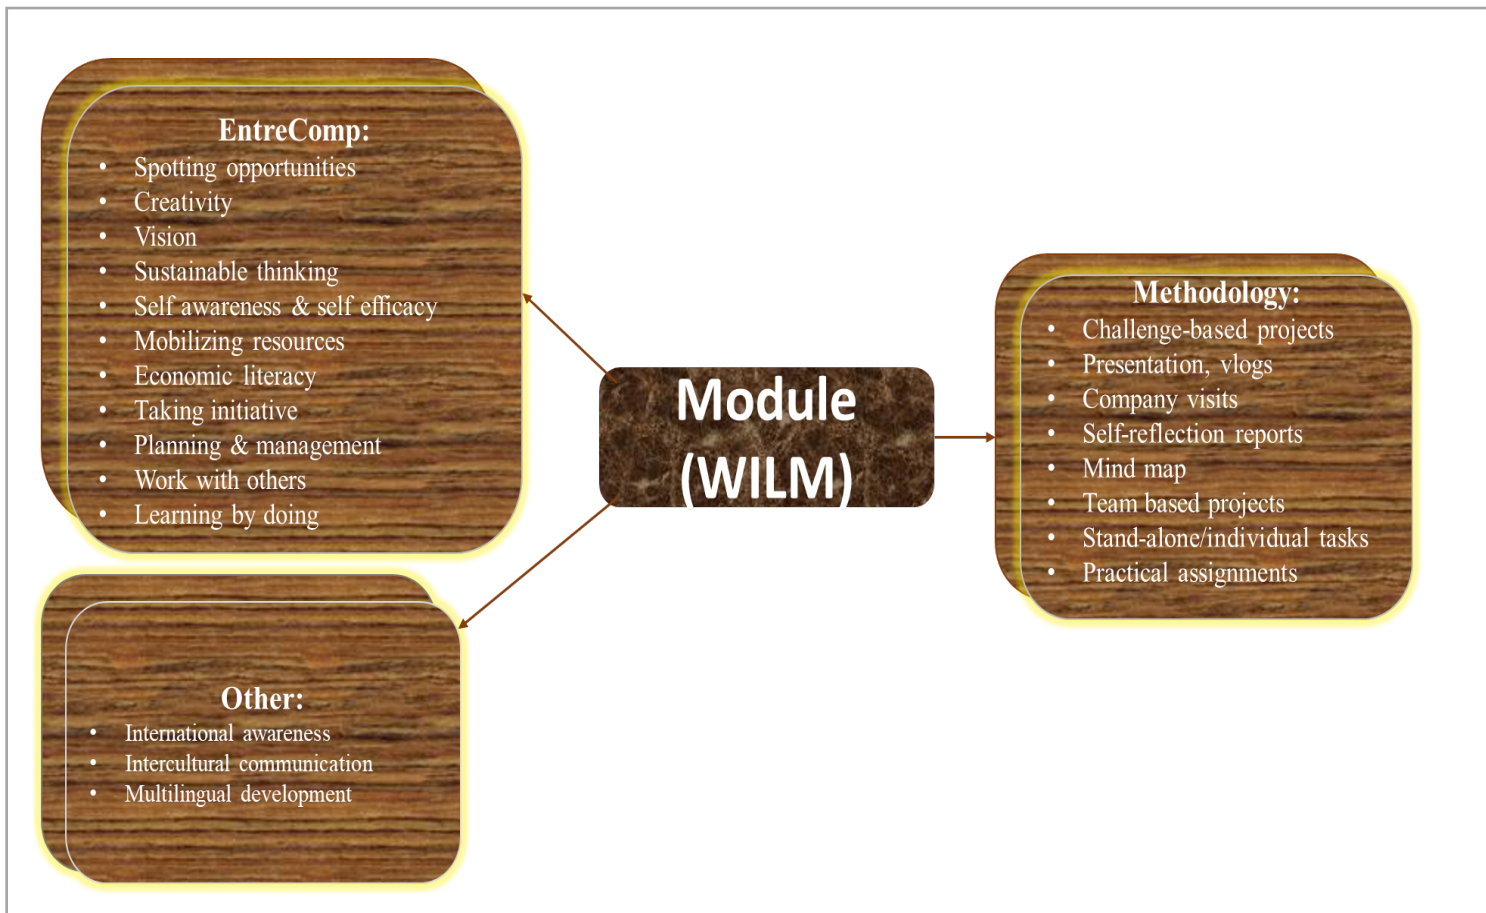 EntreComp:
• Spotting opportunities
• Creativity
• Vision
• Sustainable thinking
• Self awareness & self efficacy
• Mobilizing resources
• Economic literacy
• Taking initiative
• Planning & management
• Work with others
• Learning by doing
Other:
• International awareness
• Intercultural communication
• Multilingual development
Module
(WILM)
Methodology:
• Challenge-based projects
• Presentation, vlogs
• Company visits
• Self-reflection reports
• Mind map
• Team based projects
• Stand-alone/individual tasks
• Practical assignments